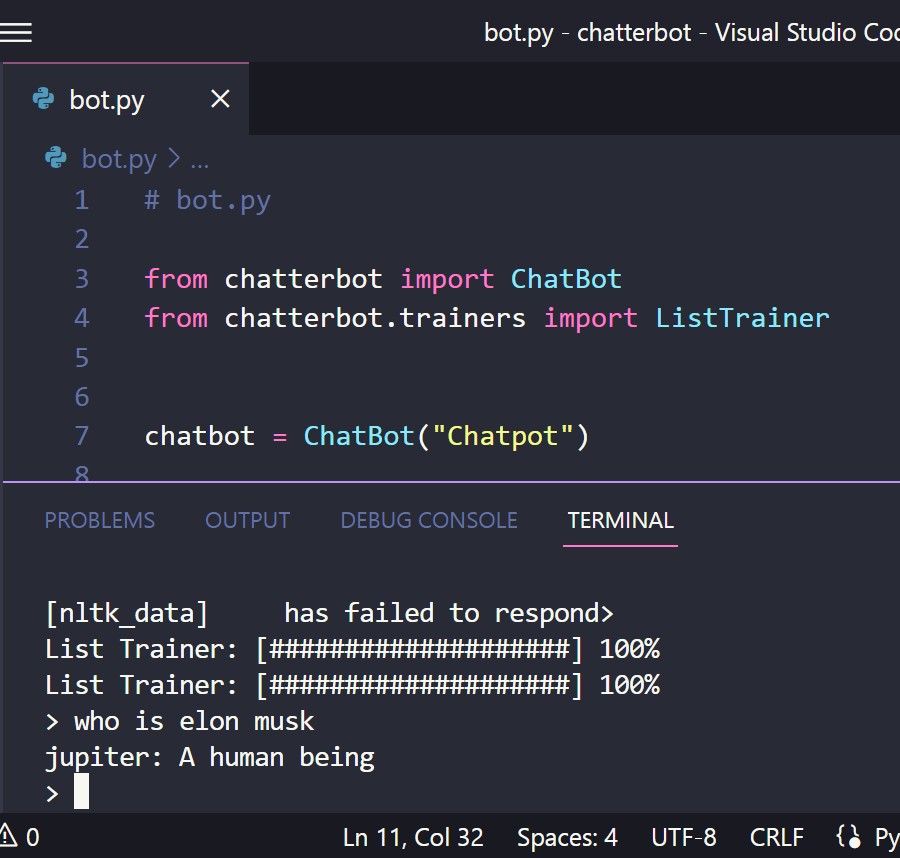 bot.py - chatterbot - Visual Studio
bot.py
bot.py > ...
1 # bot.py
2
3 from chatterbot import ChatBot
4 from chatterbot.trainers import ListTrainer
5
6
7 chatbot = ChatBot("Chatpot")
8
PROBLEMS OUTPUT DEBUG CONSOLE TERMINAL
[nltk_data]     has failed to respond>
List Trainer: [####################] 100%
List Trainer: [####################] 100%
> who is elon musk
jupiter: A human being
>
0 Ln 11, Col 32 Spaces: 4 UTF-8 CRLF Py